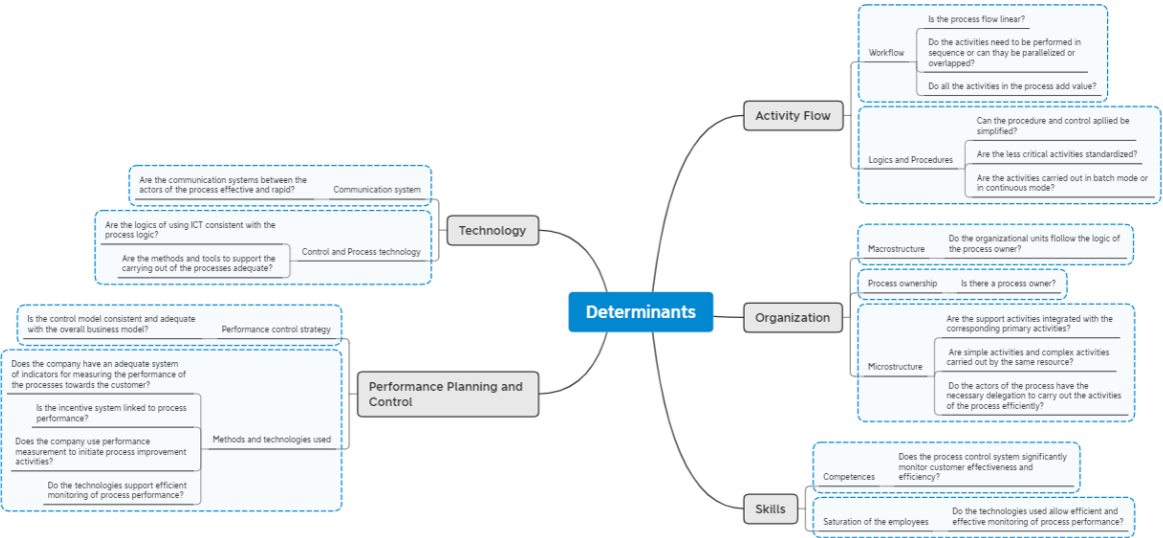 Determinants
Activity Flow
Workflow
Is the process flow linear?
Do the activities need to be performed in
sequence or can thay be parallelized or
overlapped?
Do all the activities in the process add value?
Logics and Procedures
Can the procedure and control apllied be
simplified?
Are the less critical activities standardized?
Are the activities carried out in batch mode or
in continuous mode?
Organization
Macrostructure
Do the organizational units flollow the logic of
the process owner?
Process ownership
Is there a process owner?
Microstructure
Are the support activities integrated with the
corresponding primary activities?
Are simple activities and complex activities
carried out by the same resource?
Do the actors of the process have the
necessary delegation to carry out the activities
of the process efficiently?
Skills
Competences
Does the process control system significantly
monitor customer effectiveness and
efficiency?
Saturation of the employees
Do the technologies used allow efficient and
effective monitoring of process performance?
Technology
Communication system
Are the communication systems between the
actors of the process effective and rapid?
Control and Process technology
Are the logics of using ICT consistent with the
process logic?
Are the methods and tools to support the
carrying out of the processes adequate?
Performance Planning and
Control
Performance control strategy
Is the control model consistent and adequate
with the overall business model?
Methods and technologies used
Does the company have an adequate system
of indicators for measuring the performance of
the processes towards the customer?
Is the incentive system linked to process
performance?
Does the company use performance
measurement to initiate process improvement
activities?
Do the technologies support efficient
monitoring of process performance?